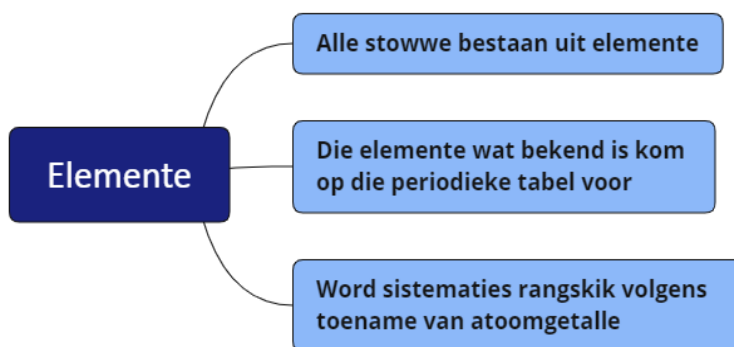 Alle stowwe bestaan uit elemente
Elemente
Die elemente wat bekend is kom
op die periodieke tabel voor
Word sistematies rangskik volgens
toename van atoomgetalle